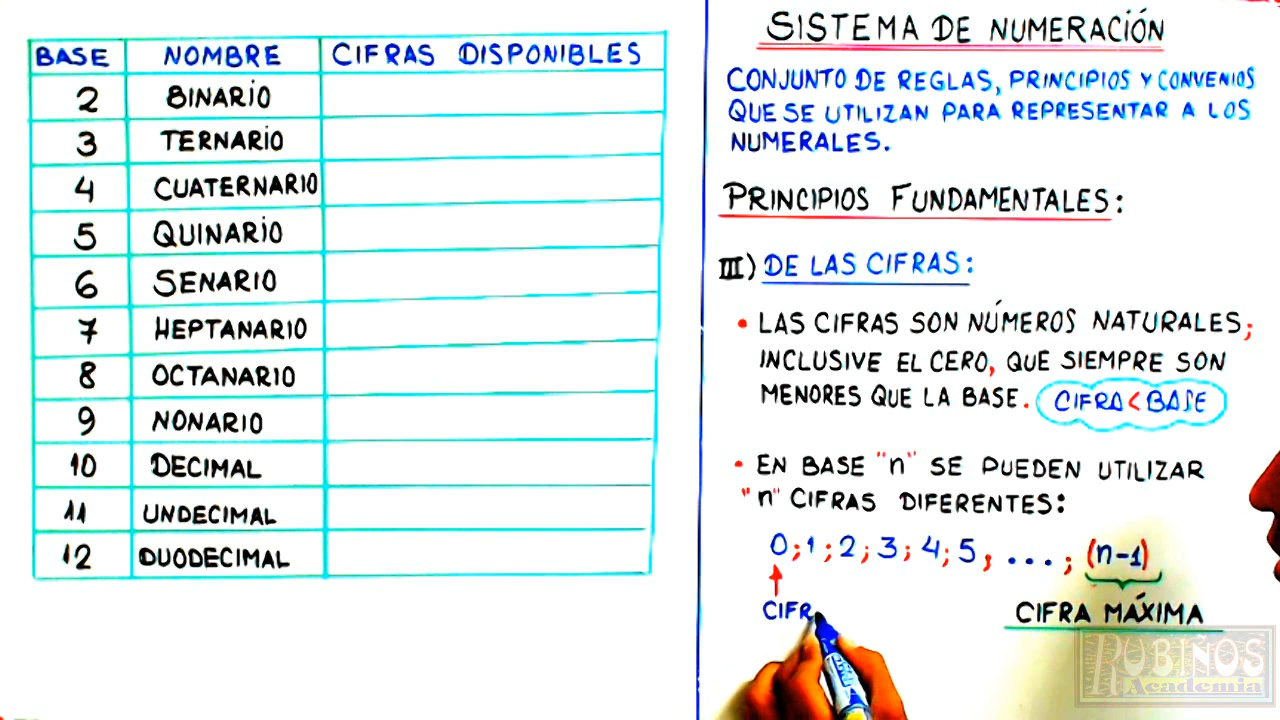 BASE NOMBRE CIFRAS DISPONIBLES
2 BINARIO
3 TERNARIO
4 CUATERNARIO
5 QUINARIO
6 SENARIO
7 HEPTANARIO
8 OCTANARIO
9 NONARIO
10 DECIMAL
11 UNDECIMAL
12 DUODECIMAL
SISTEMA DE NUMERACIÓN
CONJUNTO DE REGLAS, PRINCIPIOS Y CONVENIOS
QUE SE UTILIZAN PARA REPRESENTAR A LOS
NUMERALES.
PRINCIPIOS FUNDAMENTALES:
III) DE LAS CIFRAS:
• LAS CIFRAS SON NÚMEROS NATURALES;
INCLUSIVE EL CERO, QUE SIEMPRE SON
MENORES QUE LA BASE. CIFRA < BASE
• EN BASE "n" SE PUEDEN UTILIZAR
"n" CIFRAS DIFERENTES:
0; 1; 2; 3; 4; 5, ...; (n-1)
CIFR CIFRA MÁXIMA
RUBIÑOS
Academia